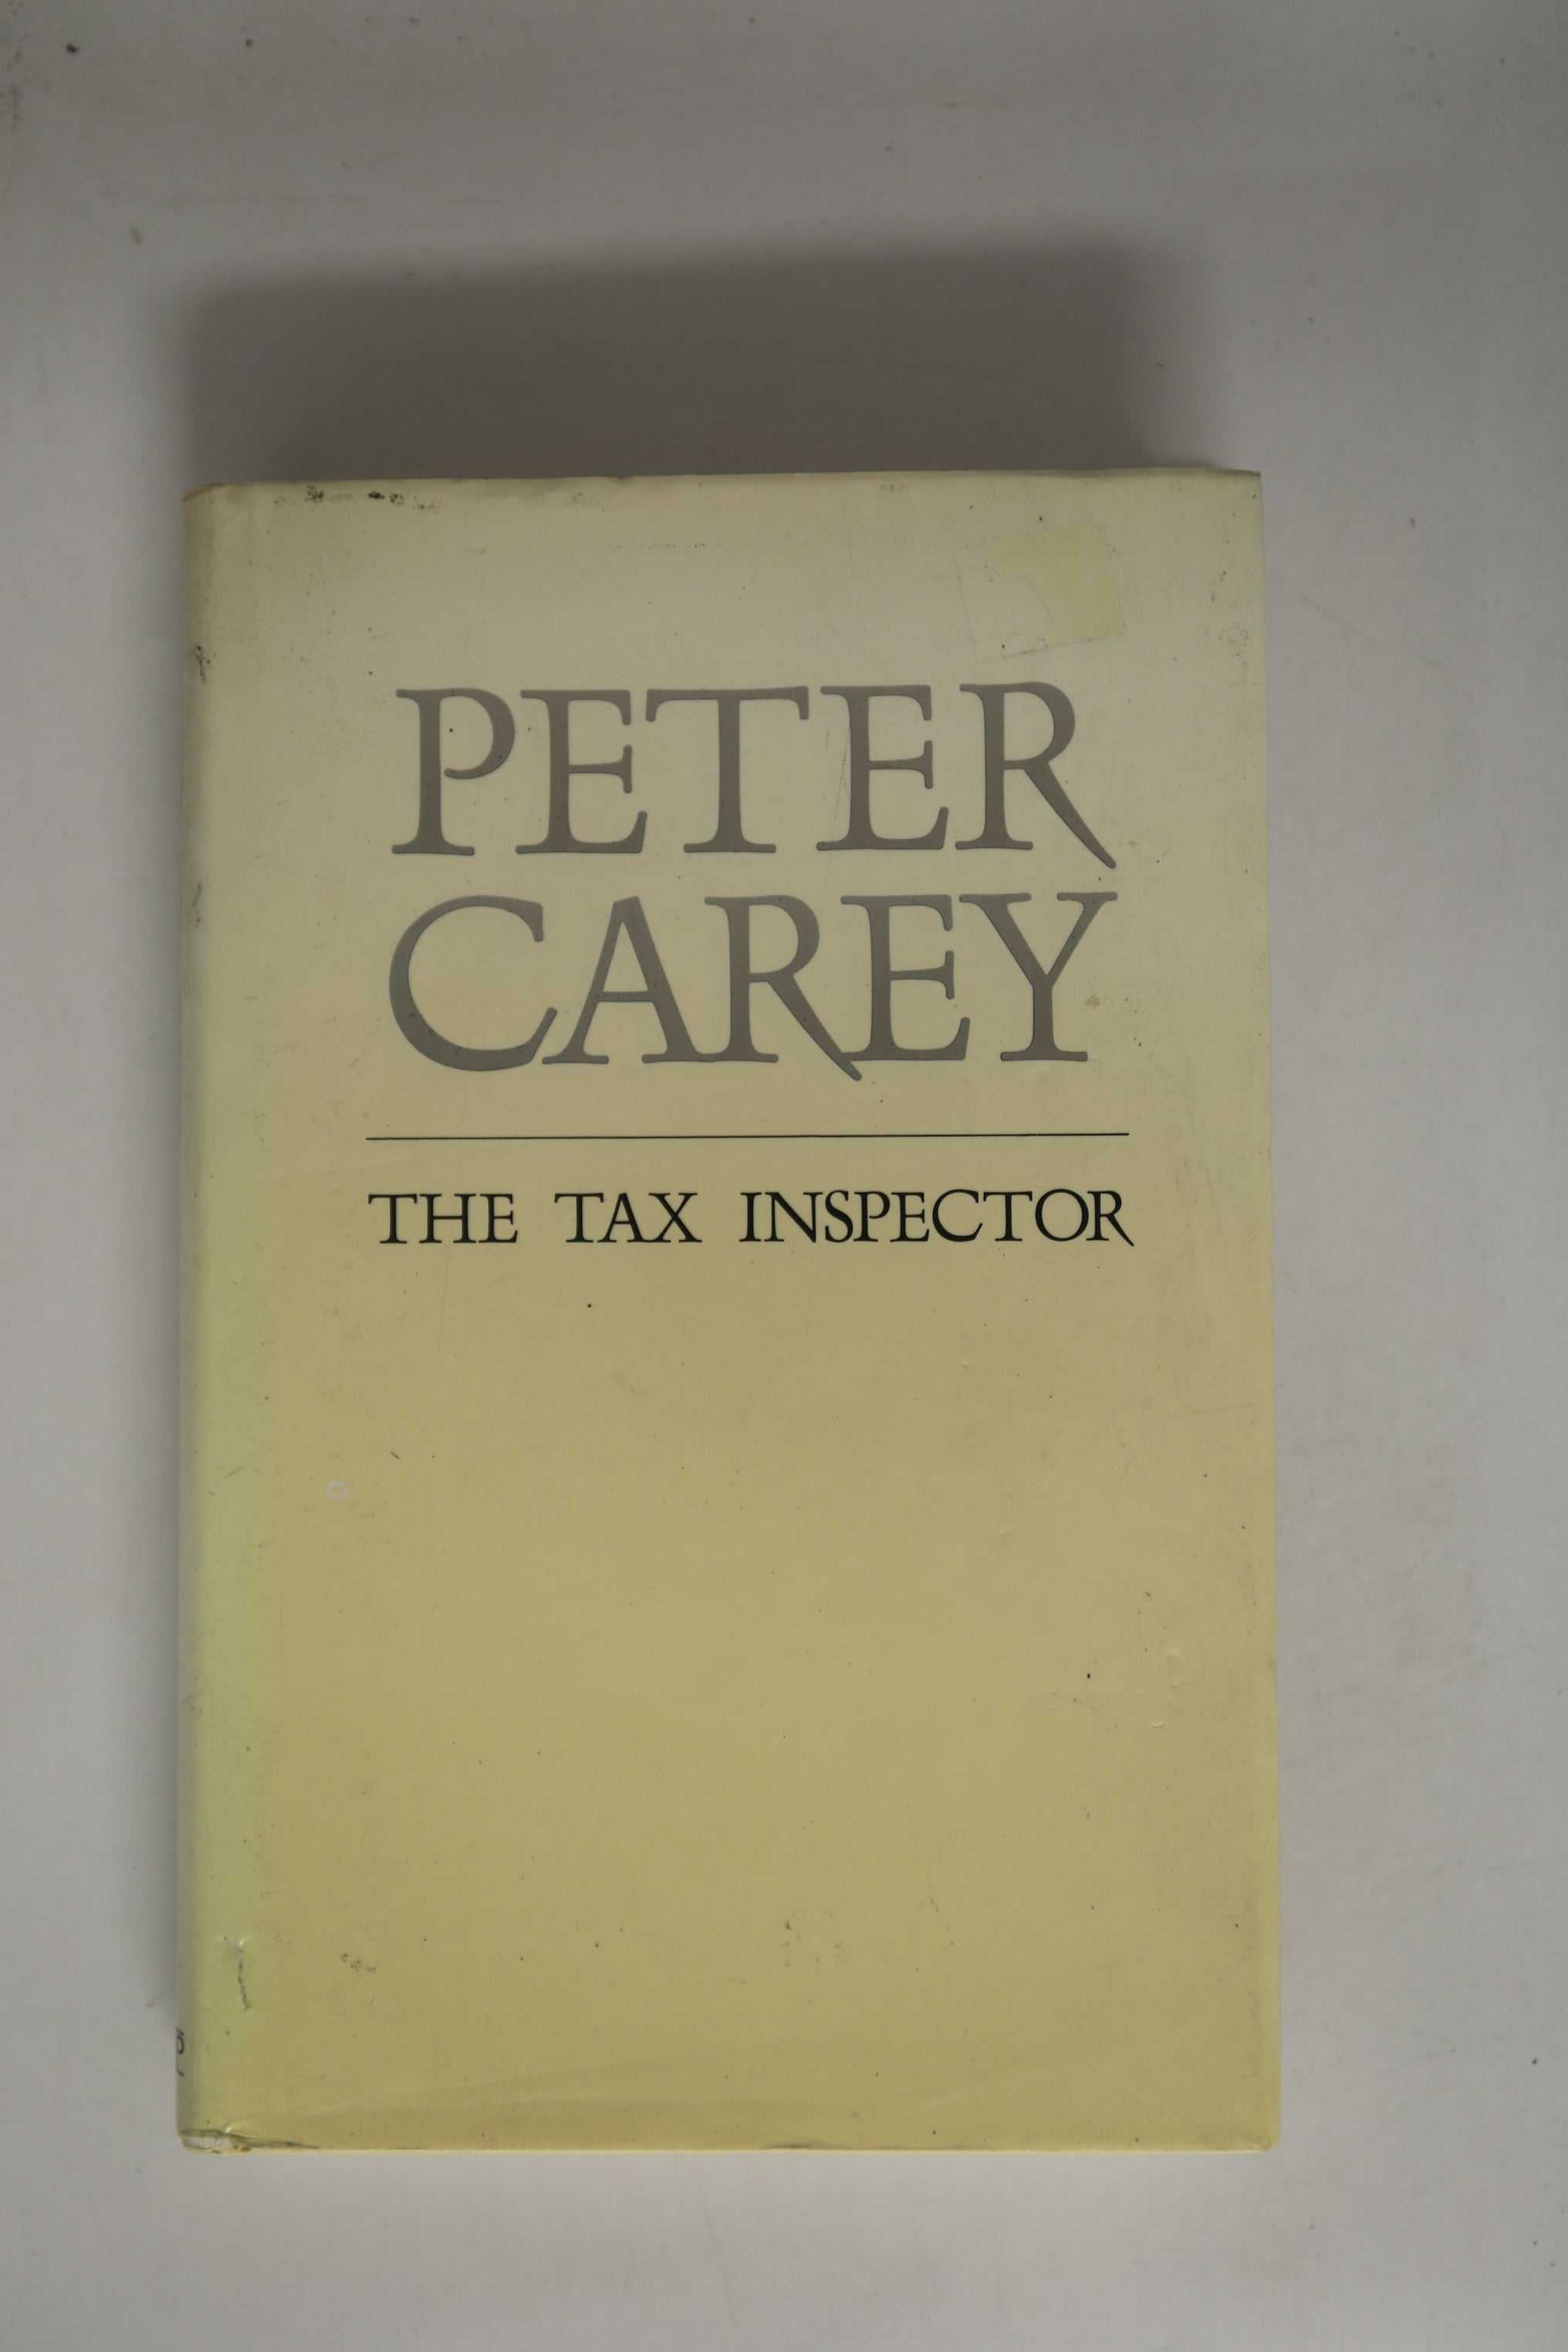 PETER
CAREY
THE TAX INSPECTOR